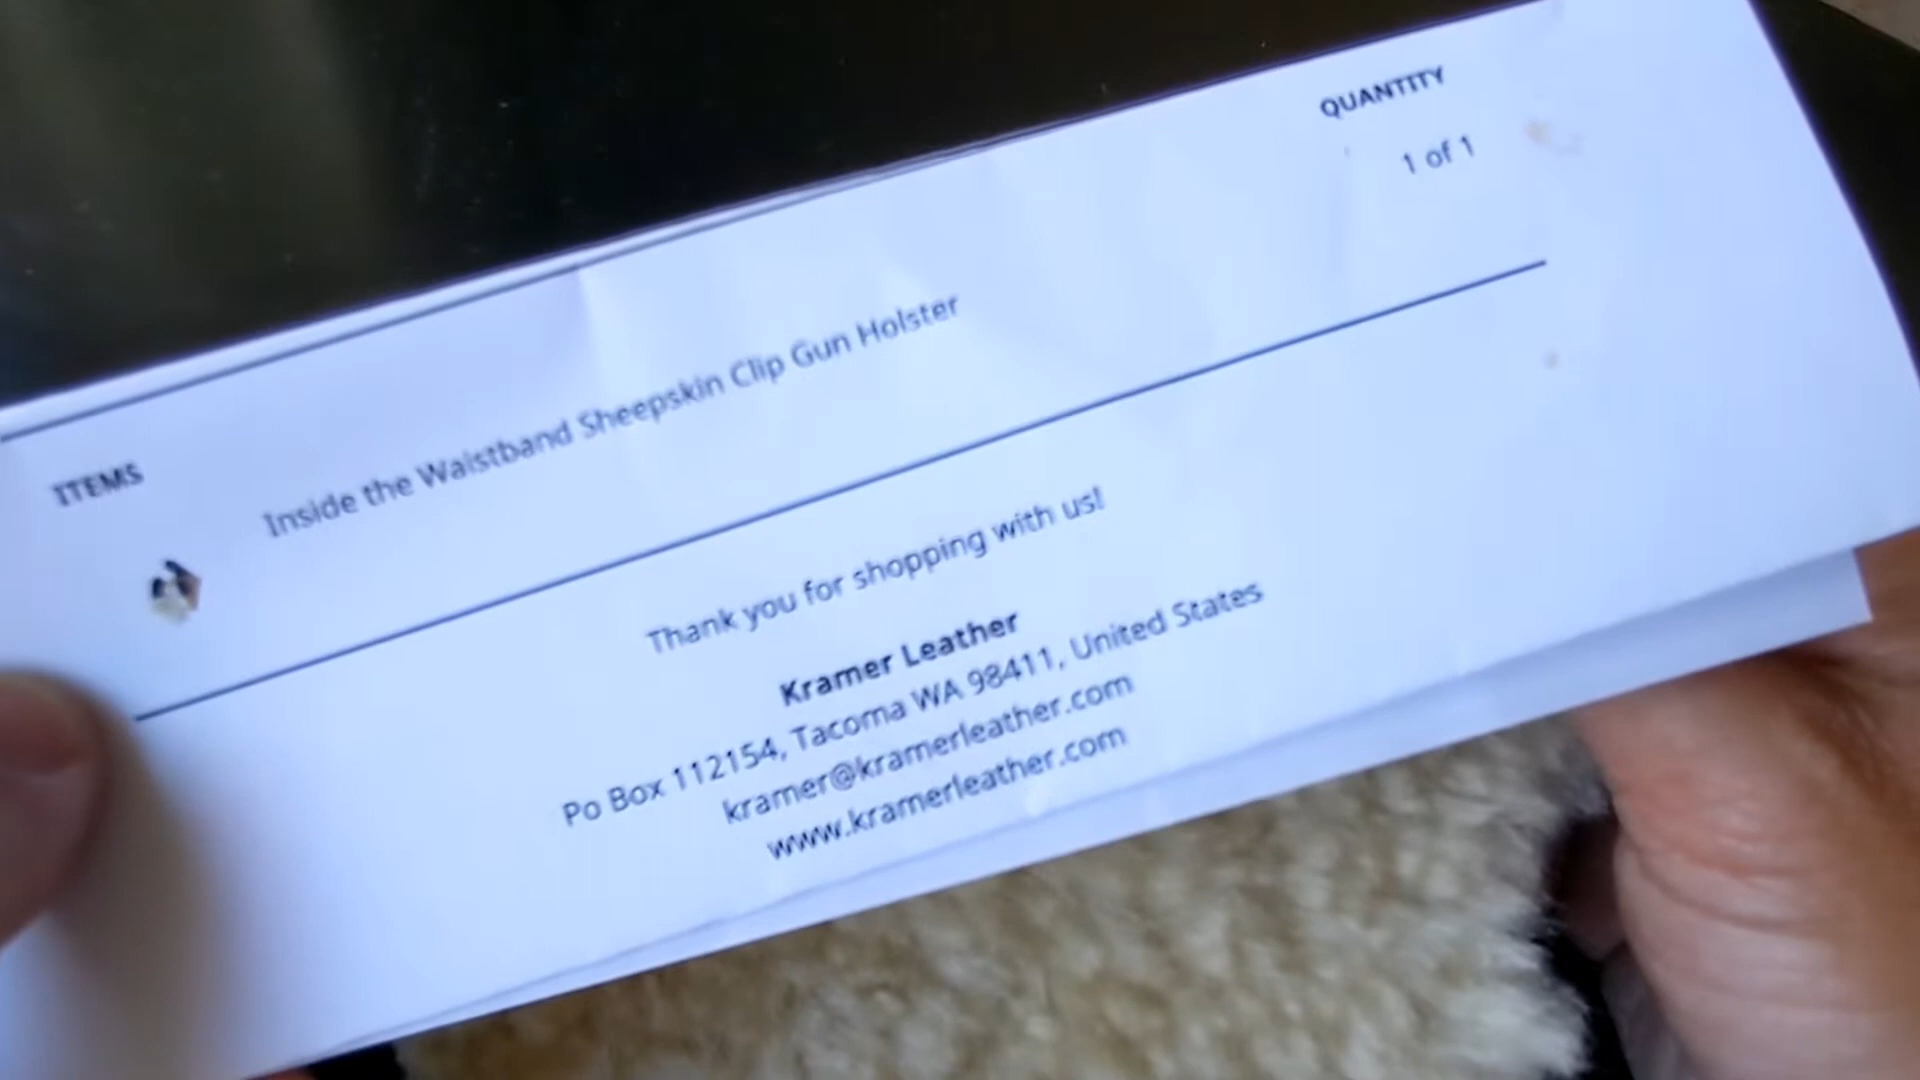 ITEMS
QUANTITY
Inside the Waistband Sheepskin Clip Gun Holster
1 of 1
Thank you for shopping with us!
Kramer Leather
Po Box 112154, Tacoma WA 98411, United States
kramer@kramerleather.com
www.kramerleather.com